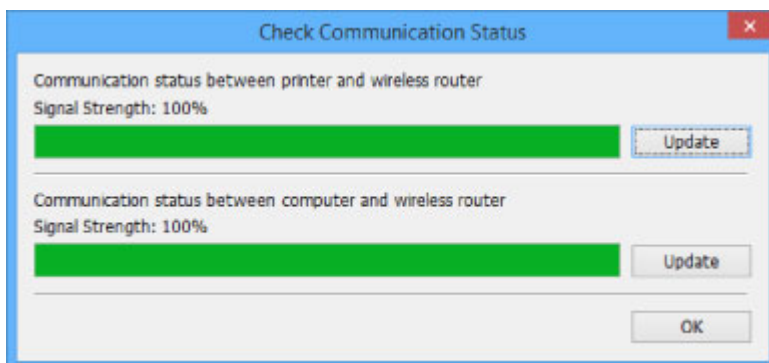 Check Communication Status
Communication status between printer and wireless router
Signal Strength: 100%
Update
Communication status between computer and wireless router
Signal Strength: 100%
Update
OK